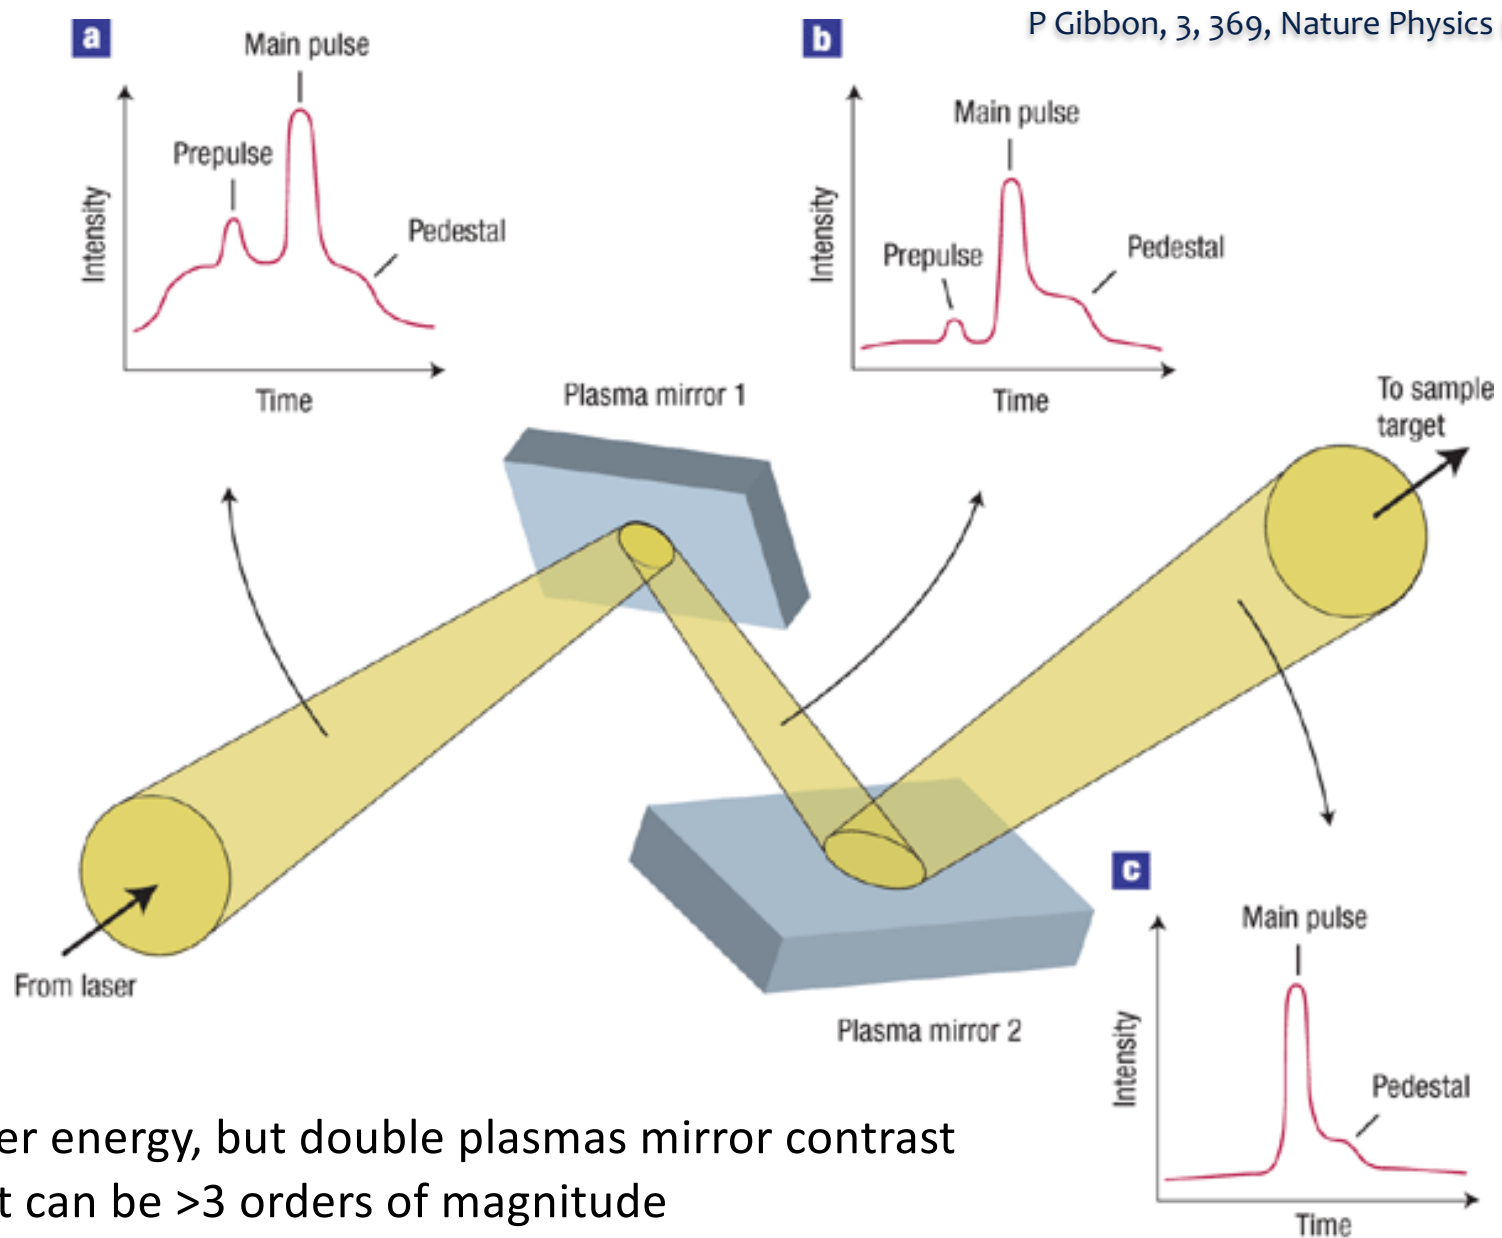 P Gibbon, 3, 369, Nature Physics
a
Main pulse
Prepulse
Pedestal
Intensity
Time
b
Main pulse
Prepulse
Pedestal
Intensity
Time
Plasma mirror 1
To sample
target
From laser
Plasma mirror 2
c
Main pulse
Pedestal
Intensity
Time
er energy, but double plasmas mirror contrast
t can be >3 orders of magnitude